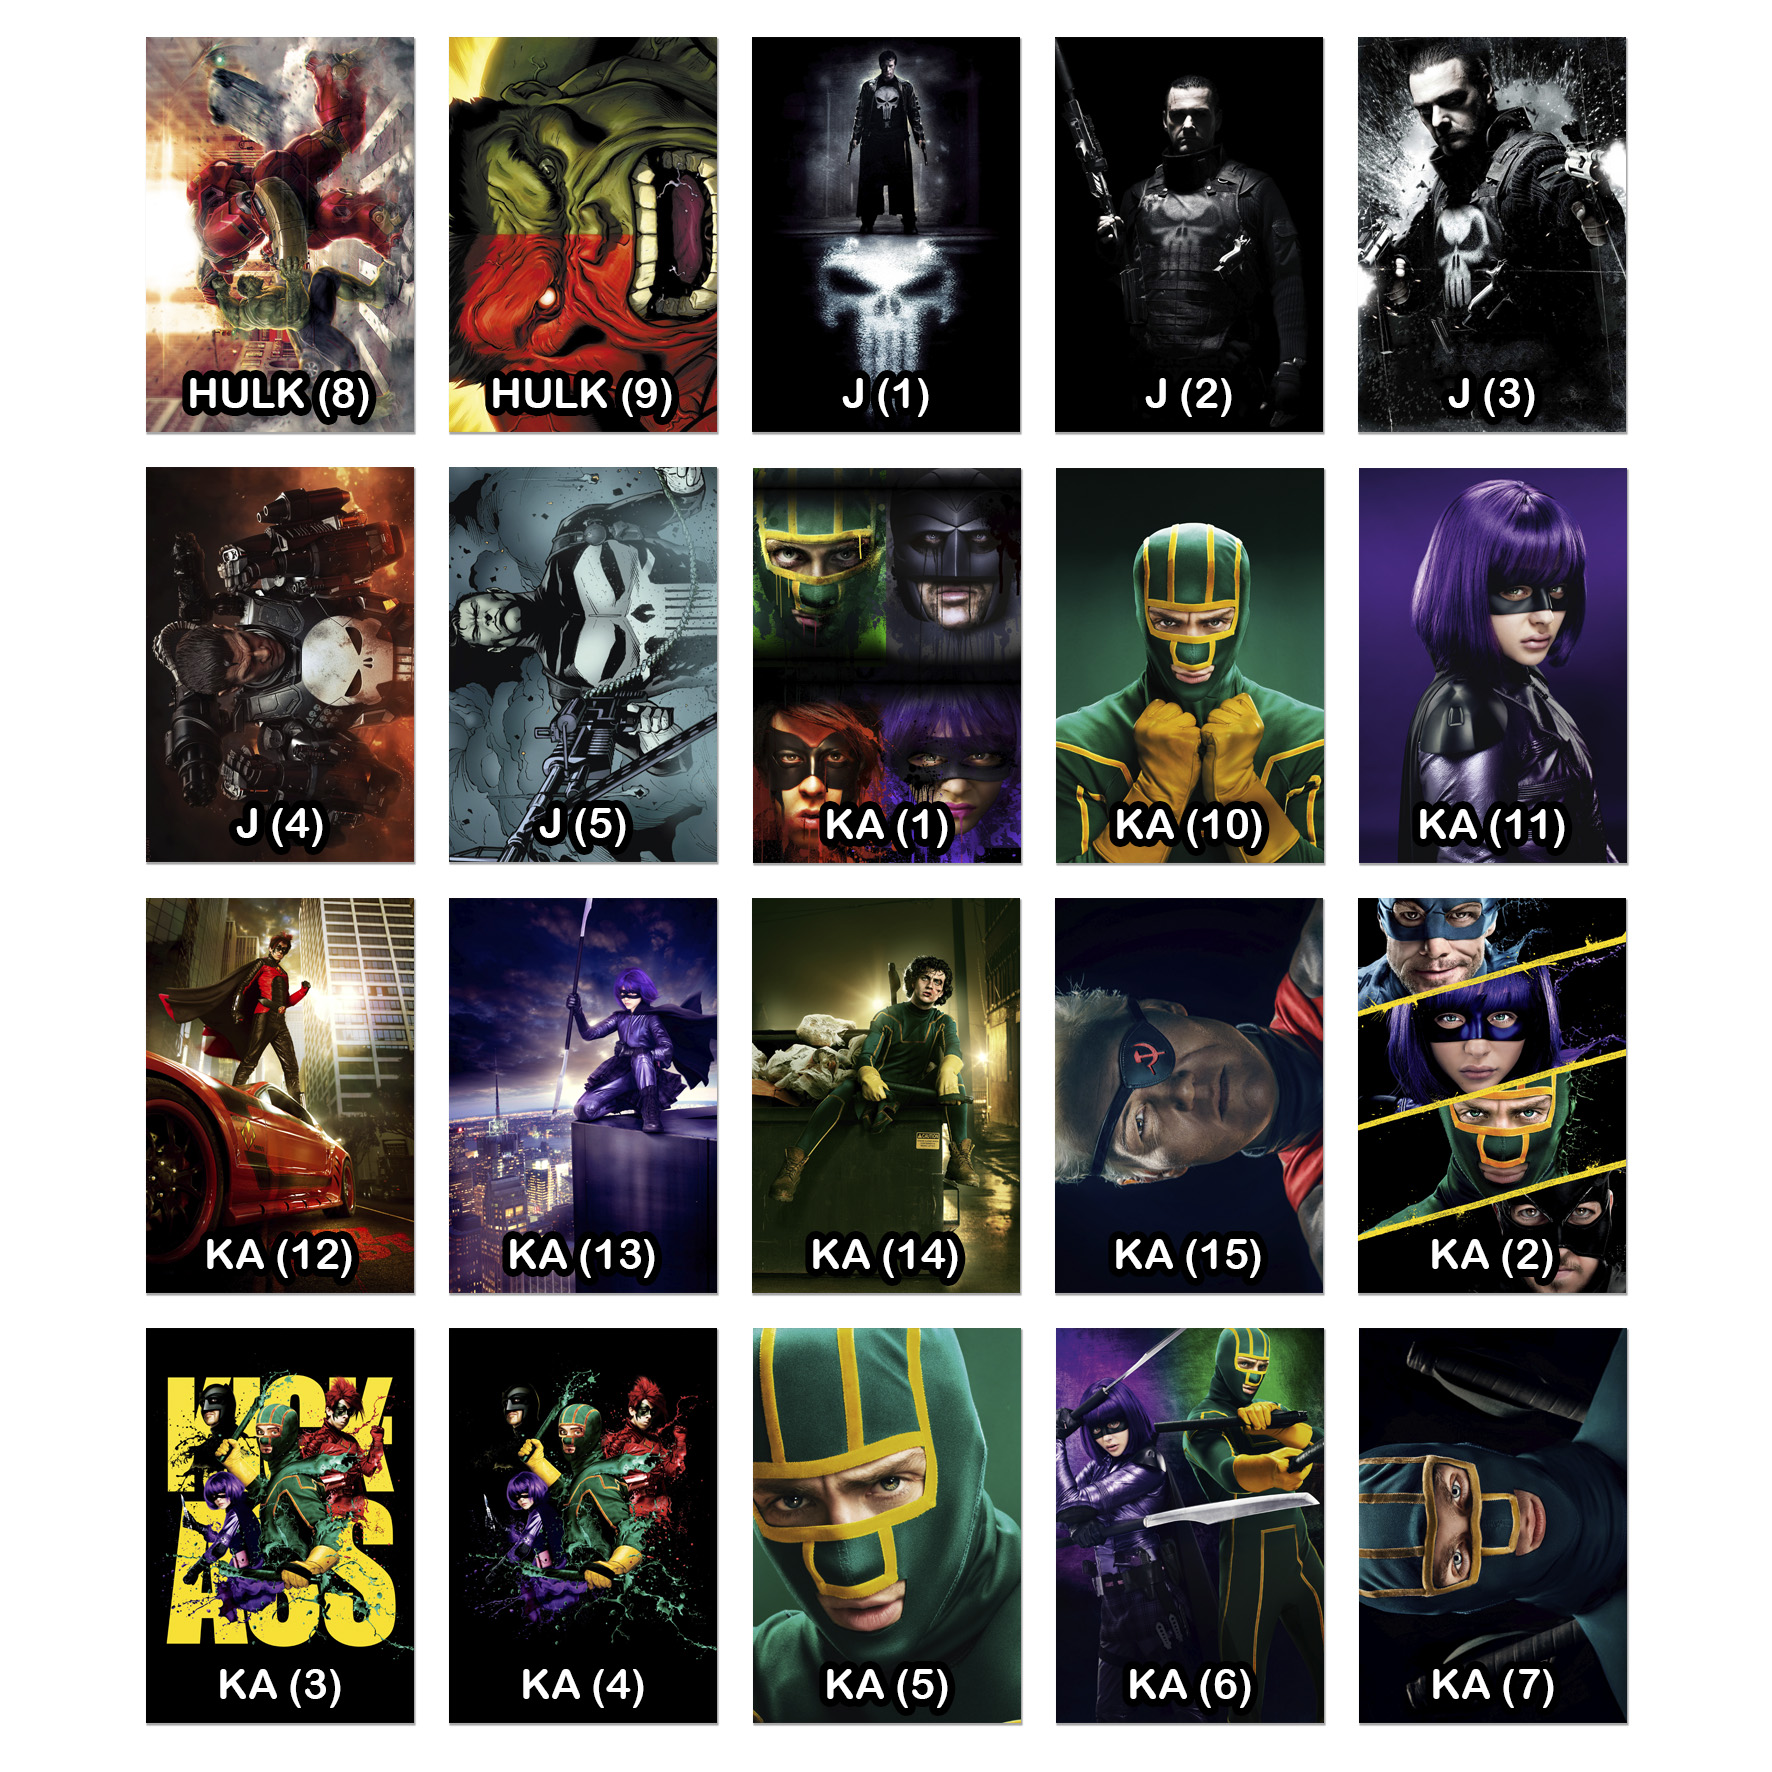 HULK (8)
HULK (9)
J (1)
J (2)
J (3)
J (4)
J (5)
KA (1)
KA (10)
KA (11)
KA (12)
KA (13)
CAUTION
KA (14)
KA (15)
KA (2)
KICK-
ASS
KA (3)
KA (4)
KA (5)
KA (6)
KA (7)